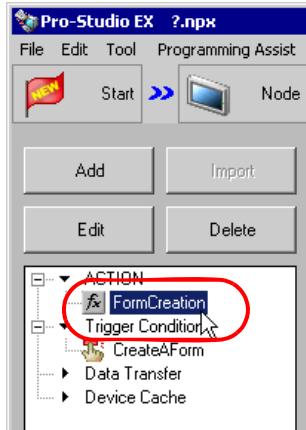 Pro-Studio EX ?.npx
File Edit Tool Programming Assist
NEW Start >> Node
Add Import
Edit Delete
ACTION
fx FormCreation
Trigger Condition
CreateAForm
Data Transfer
Device Cache